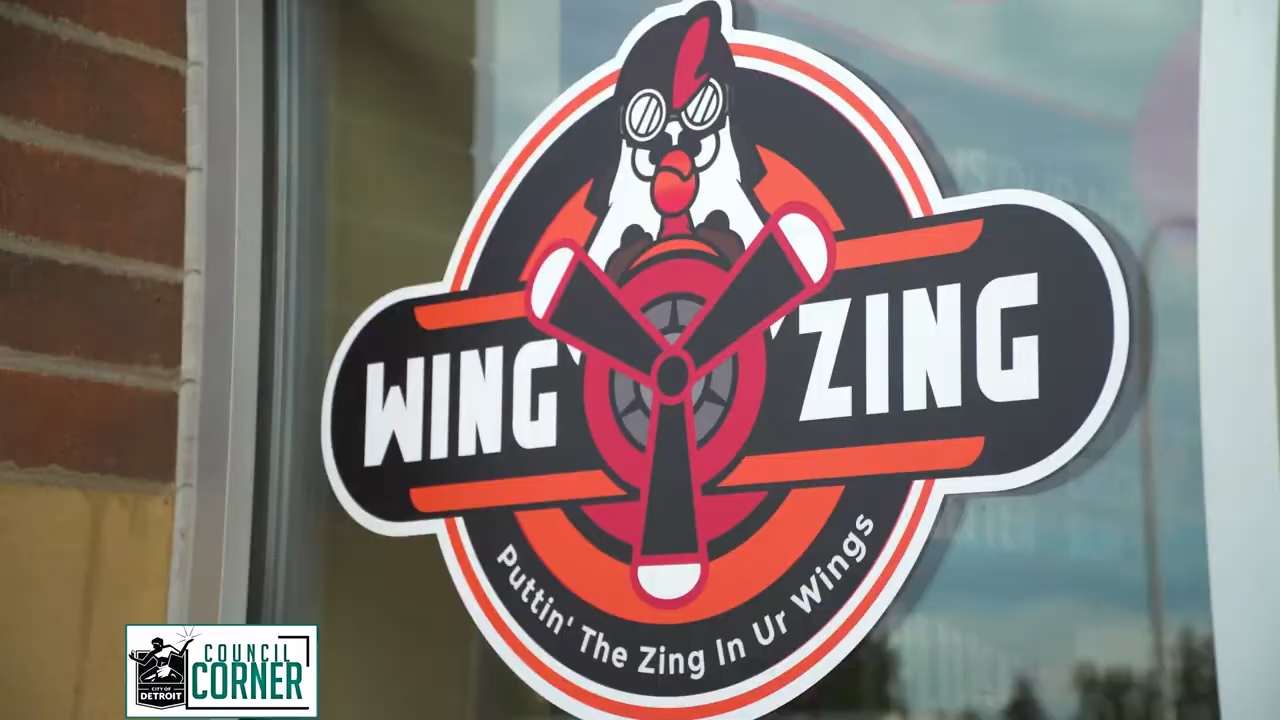 WING ZING
Puttin' The Zing In Ur Wings
CITY OF
DETROIT
COUNCIL
CORNER